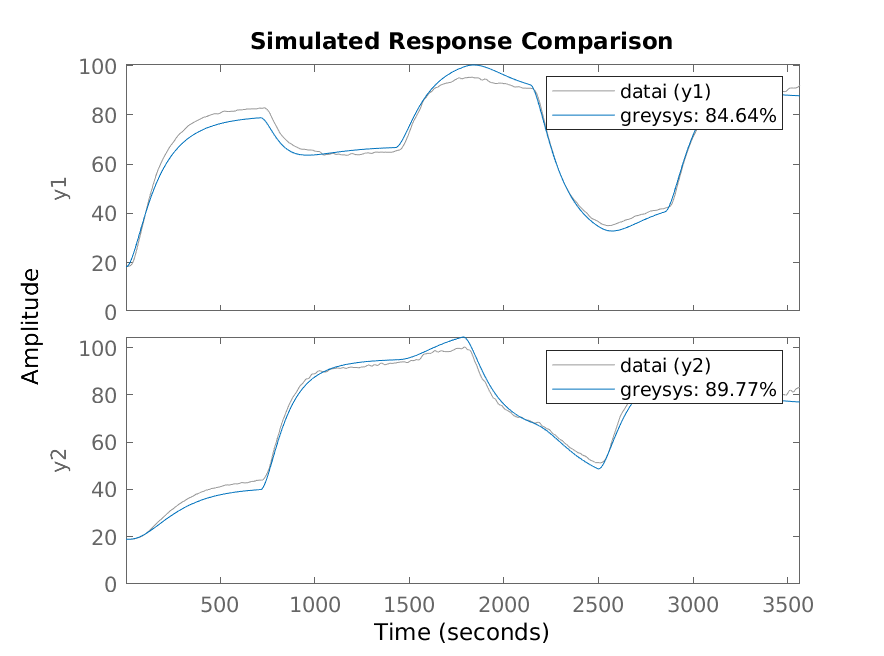 Simulated Response Comparison
100
80
60
40
20
0
y1
datai (y1)
greysys: 84.64%
Amplitude
100
80
60
40
20
0
y2
datai (y2)
greysys: 89.77%
500 1000 1500 2000 2500 3000 3500
Time (seconds)